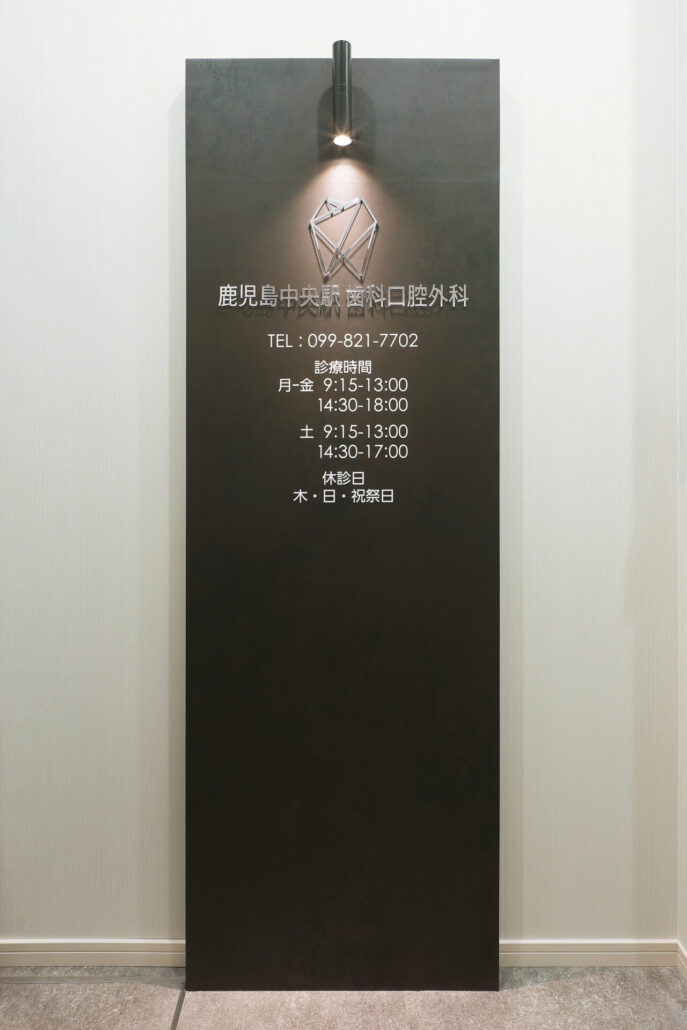 鹿児島中央駅 歯科口腔外科
TEL : 099-821-7702
診療時間
月-金 9:15-13:00
14:30-18:00
土 9:15-13:00
14:30-17:00
休診日
木・日・祝祭日